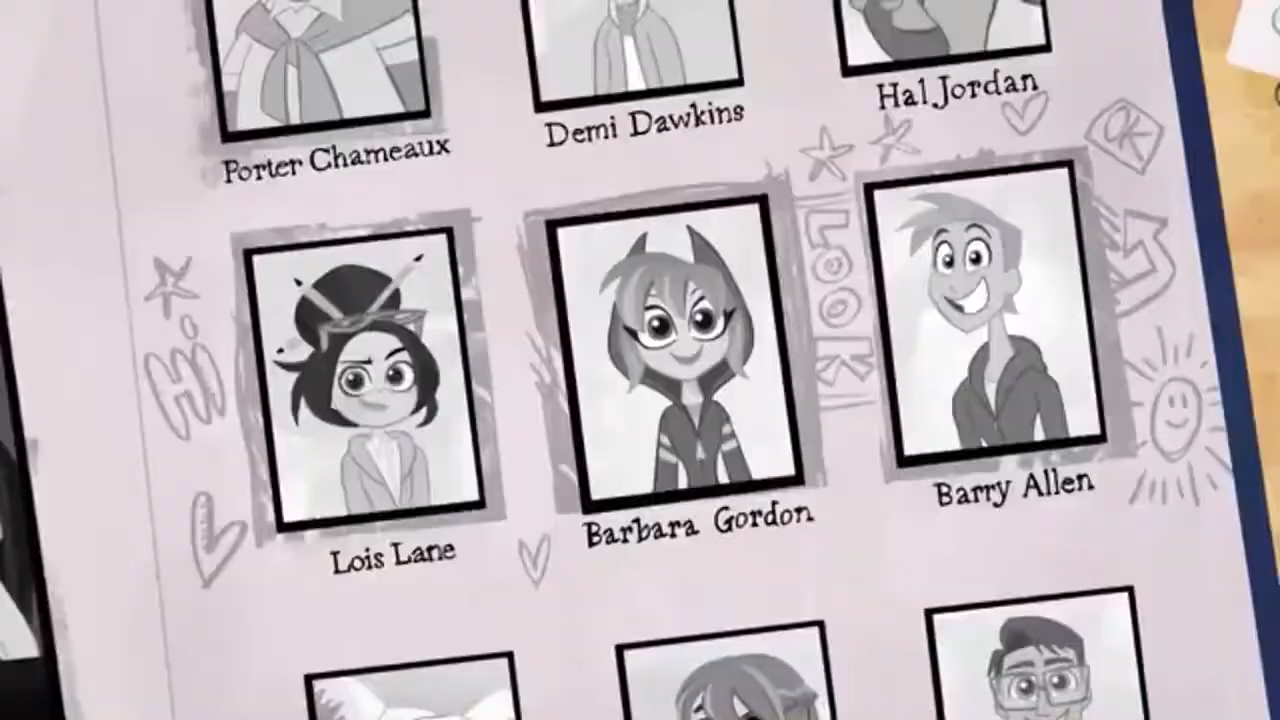 Porter Chameaux
Demi Dawkins
Hal Jordan
OK
LOOK
Hi
Lois Lane
Barbara Gordon
Barry Allen